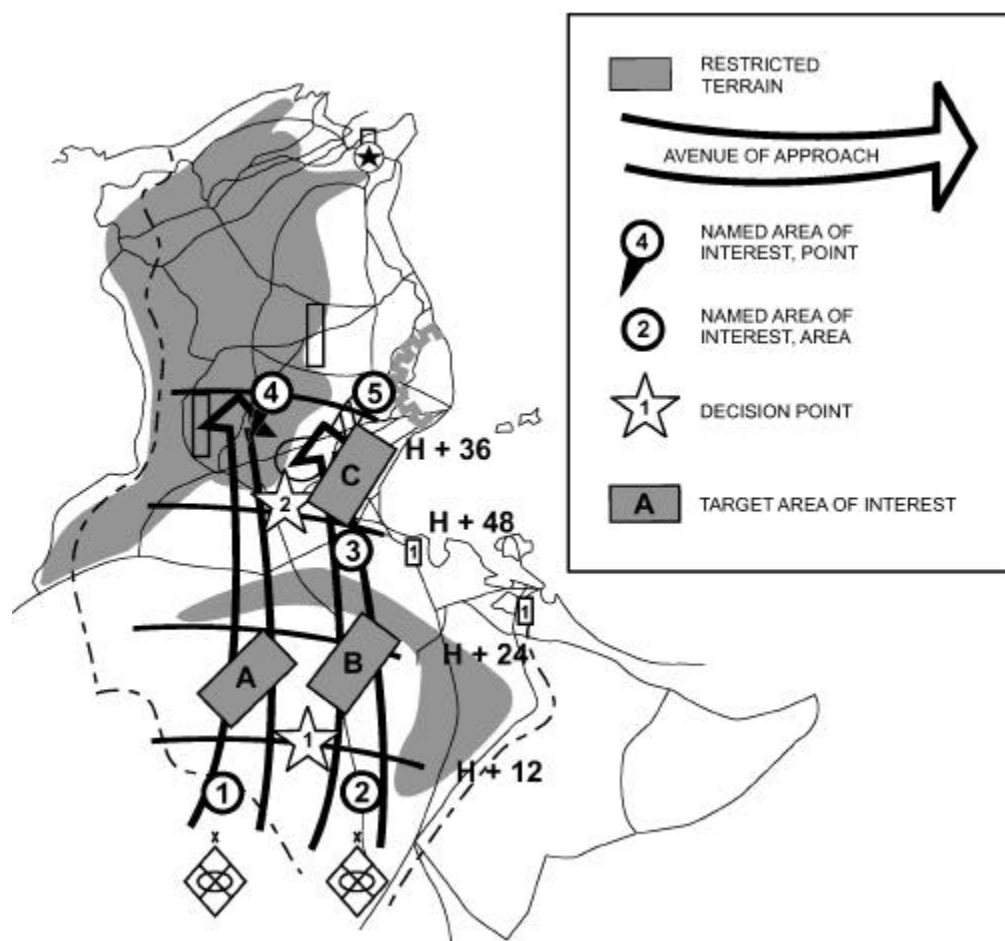 RESTRICTED
TERRAIN
AVENUE OF APPROACH
4
NAMED AREA OF
INTEREST, POINT
2
NAMED AREA OF
INTEREST, AREA
1
DECISION POINT
A
TARGET AREA OF INTEREST
4
5
H + 36
C
2
H + 48
3
1
1
H + 24
A
B
1
H + 12
1
2
x
x